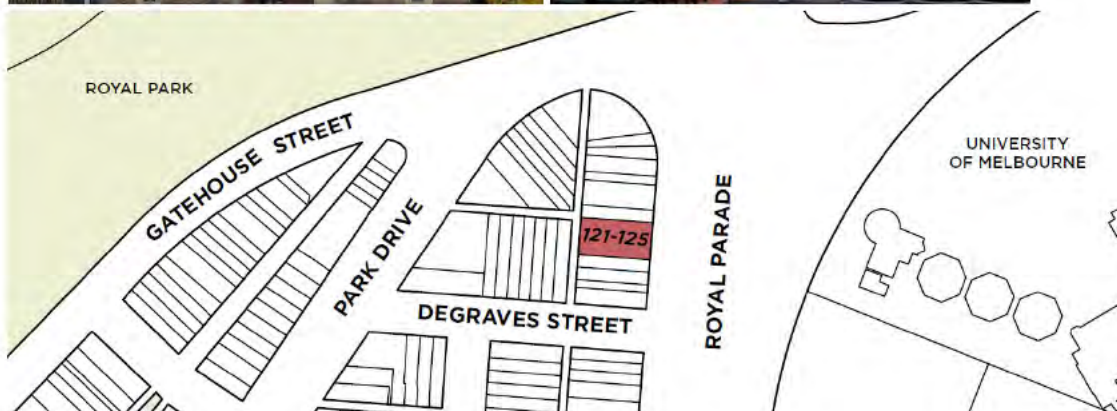 ROYAL PARK
GATEHOUSE STREET
PARK DRIVE
121-125
DEGRAVES STREET
ROYAL PARADE
UNIVERSITY
OF MELBOURNE